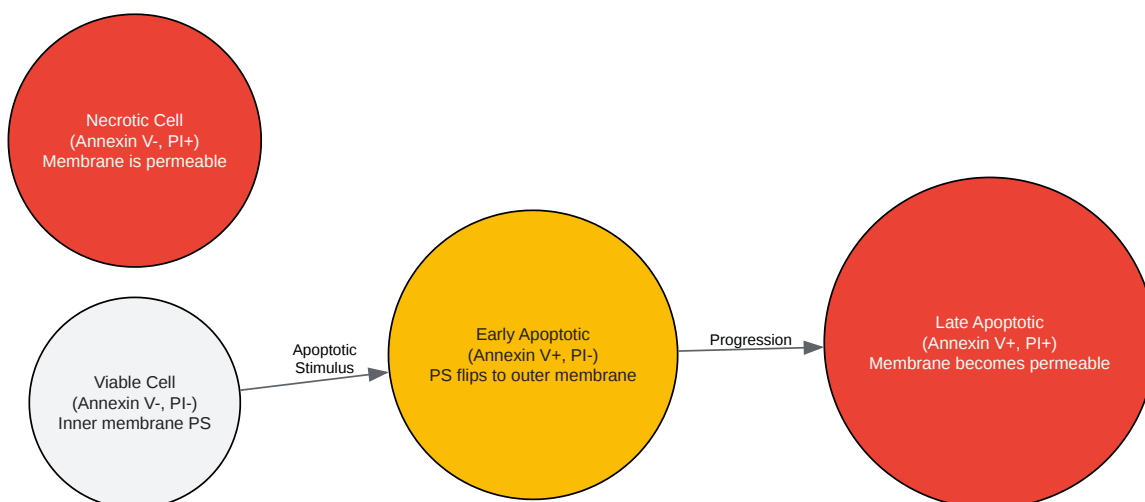 Necrotic Cell
(Annexin V-, PI+)
Membrane is permeable
Viable Cell
(Annexin V-, PI-)
Inner membrane PS
Apoptotic
Stimulus
Early Apoptotic
(Annexin V+, PI-)
PS flips to outer membrane
Progression
Late Apoptotic
(Annexin V+, PI+)
Membrane becomes permeable